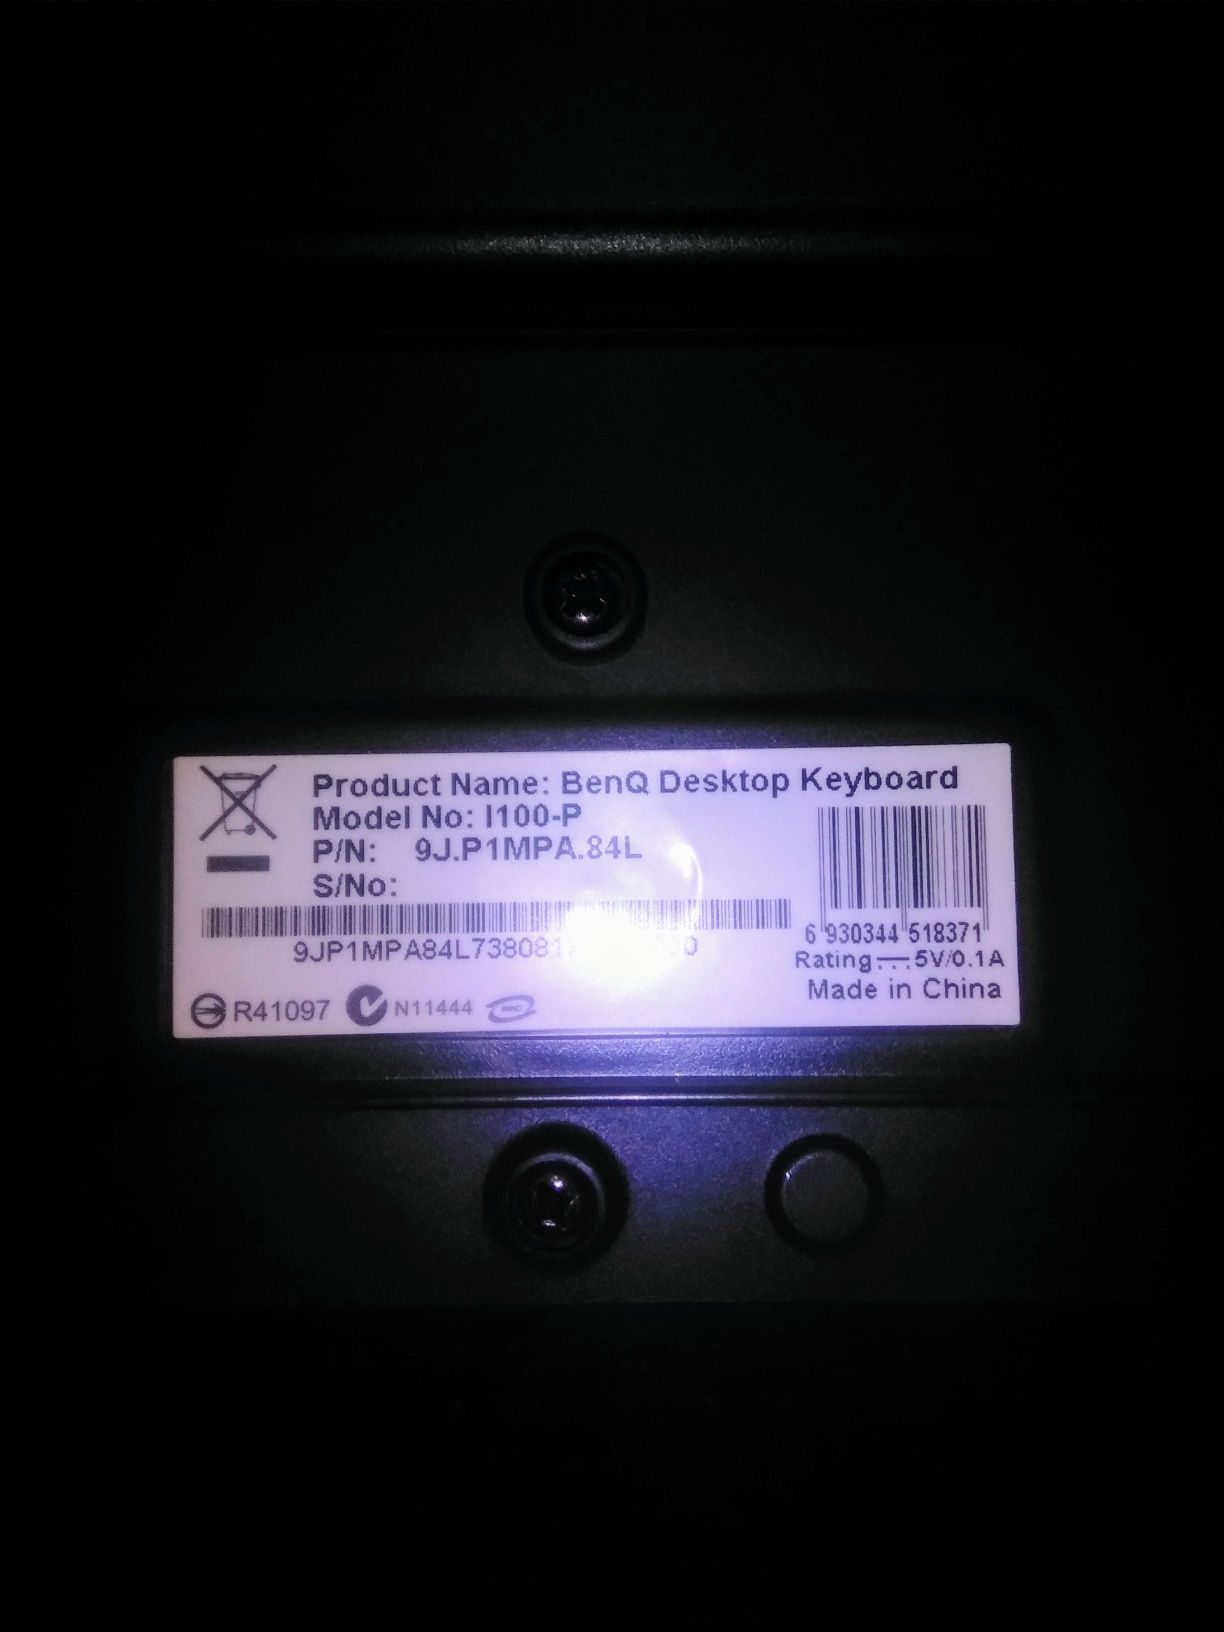 Product Name: BenQ Desktop Keyboard
Model No: I100-P
P/N: 9J.P1MPA.84L
S/No:
6 930344 518371
Rating ⎓ 5V/0.1A
Made in China
R41097 N11444